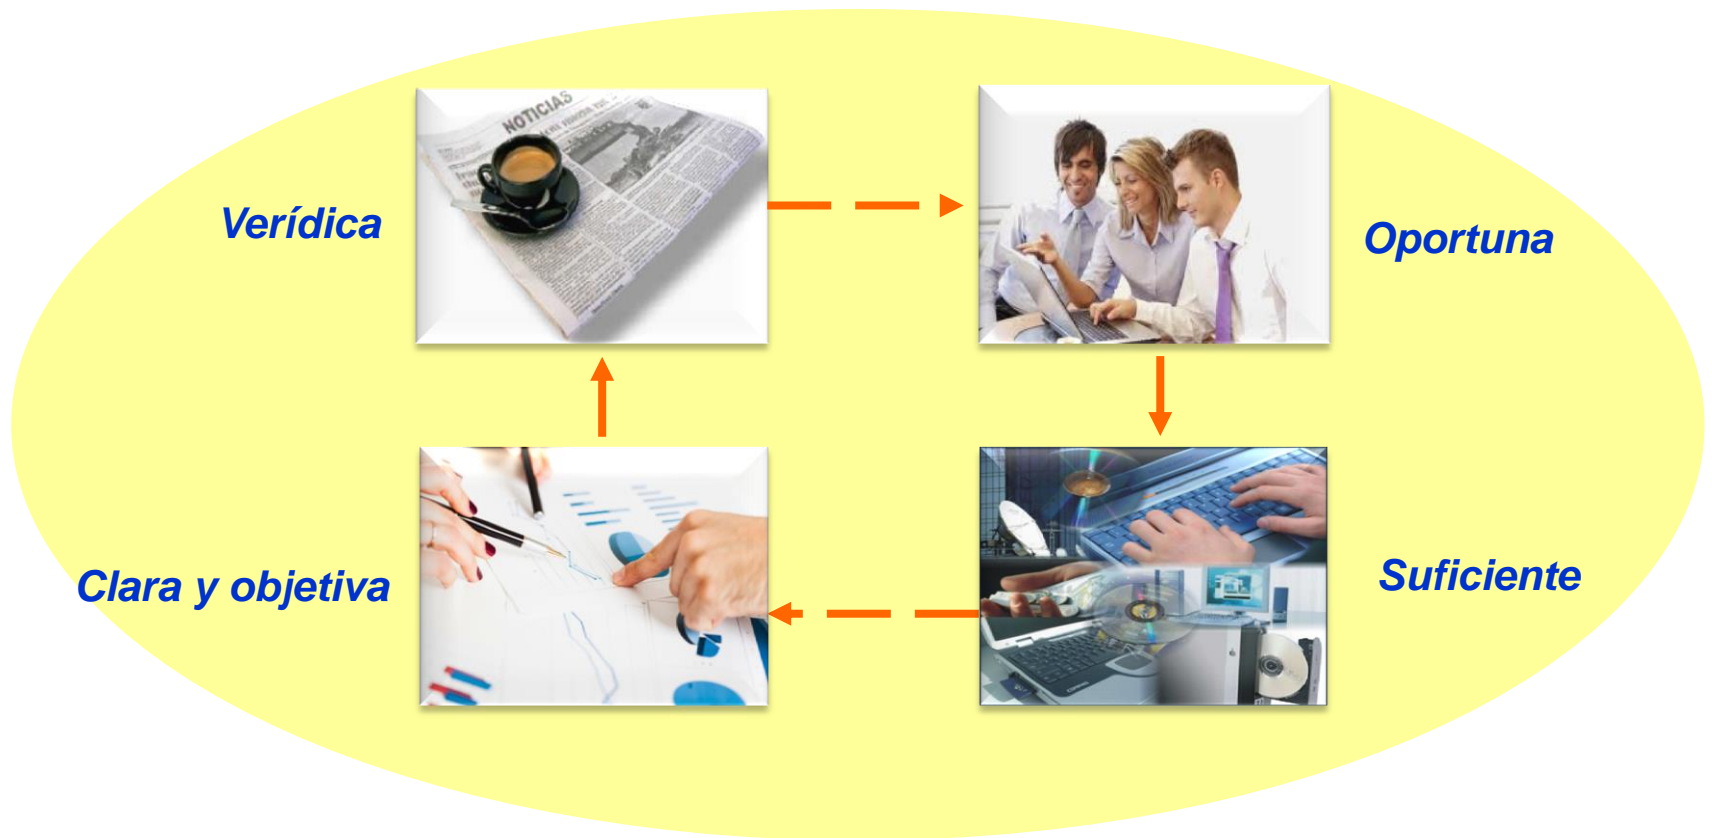 NOTICIAS
Verídica
Oportuna
Clara y objetiva
Suficiente